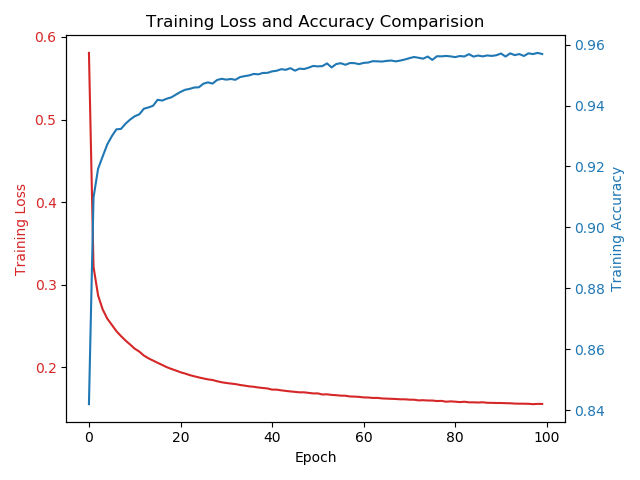 Training Loss and Accuracy Comparision
0.6
0.5
0.4
0.3
0.2
Training Loss
0.96
0.94
0.92
0.90
0.88
0.86
0.84
Training Accuracy
0 20 40 60 80 100
Epoch